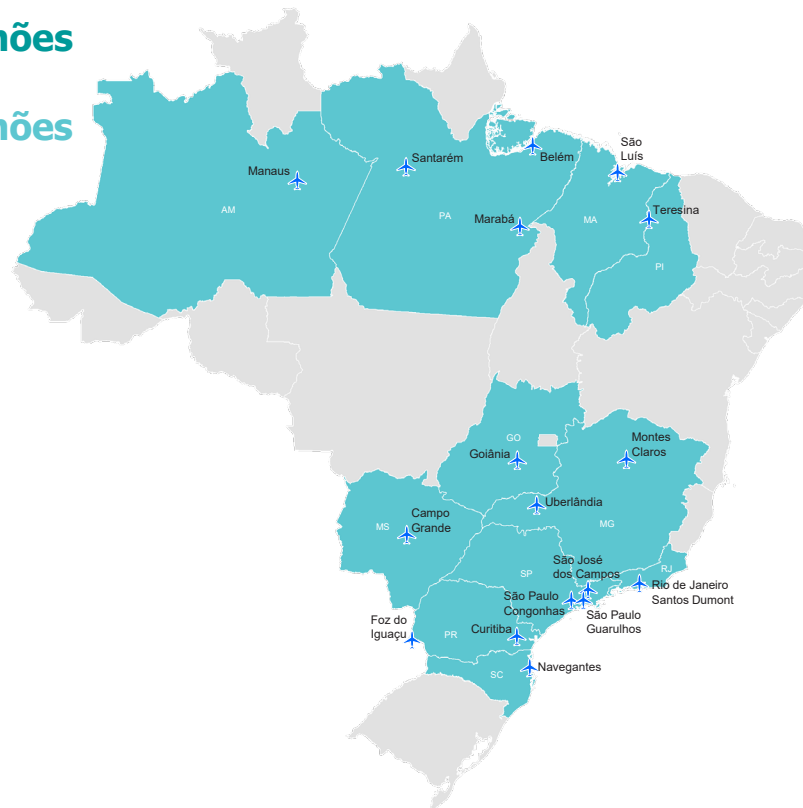 São
Luís
Belém
Santarém
Manaus
Teresina
Marabá
AM
PA
MA
PI
GO
Montes
Claros
Goiânia
Uberlândia
Campo
Grande
MS
MG
São José
dos Campos
SP
RJ
Rio de Janeiro
Santos Dumont
São Paulo
Congonhas
São Paulo
Guarulhos
Foz do
Iguaçu
PR
Curitiba
Navegantes
SC